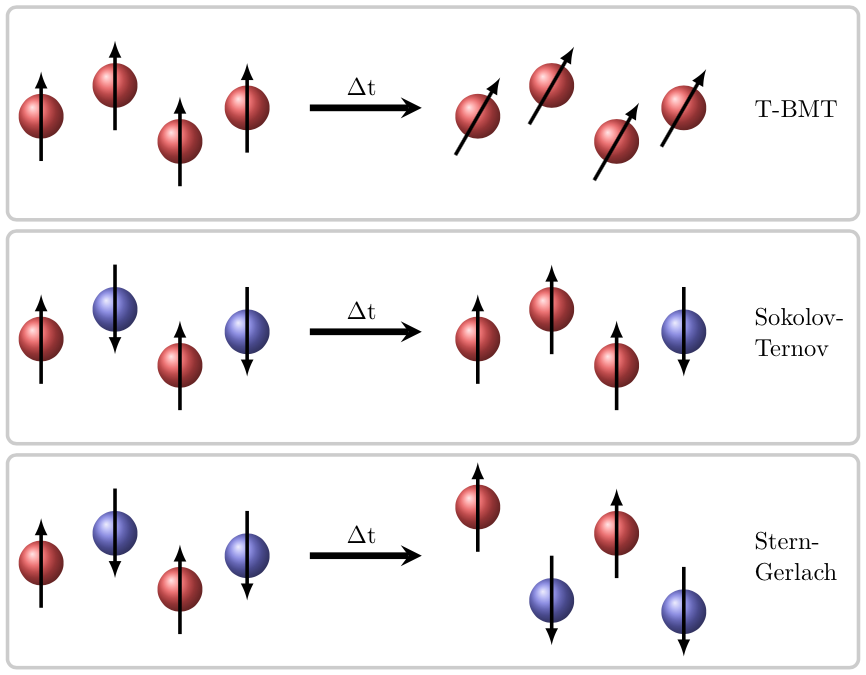 Δt
T-BMT
Δt
Sokolov-
Ternov
Δt
Stern-
Gerlach